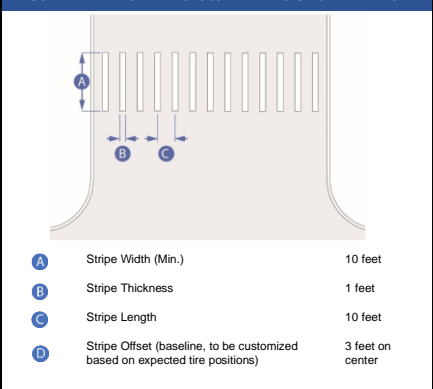 A
B
C
A Stripe Width (Min.) 10 feet
B Stripe Thickness 1 feet
C Stripe Length 10 feet
D Stripe Offset (baseline, to be customized
based on expected tire positions) 3 feet on
center